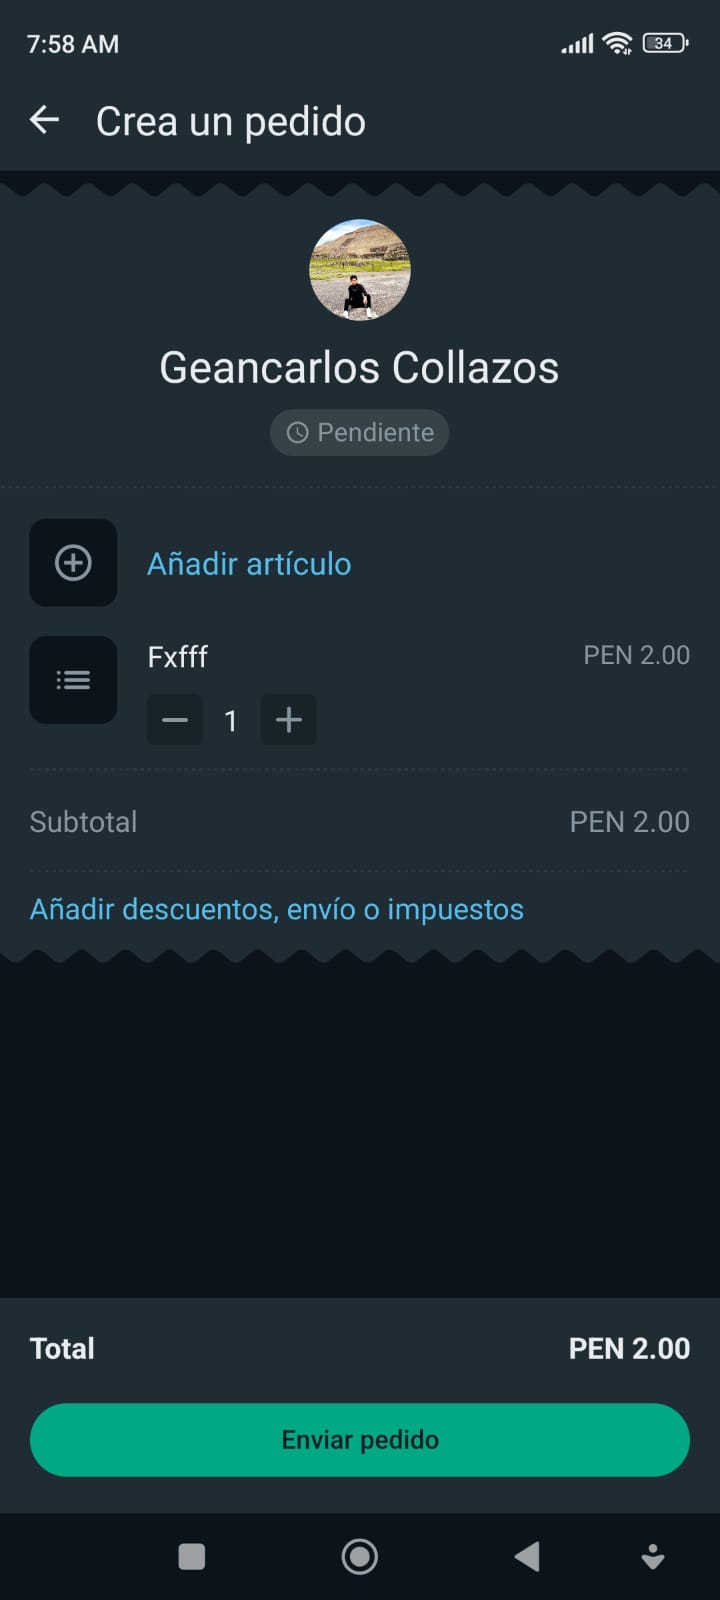 7:58 AM
34
Crea un pedido
Geancarlos Collazos
Pendiente
Añadir artículo
Fxfff
PEN 2.00
1
Subtotal
PEN 2.00
Añadir descuentos, envío o impuestos
Total
PEN 2.00
Enviar pedido